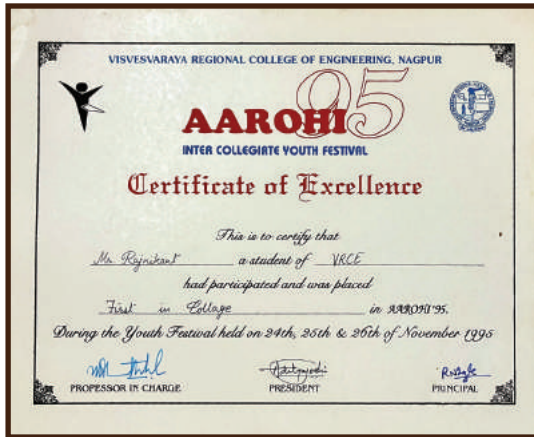 VISVESVARAYA REGIONAL COLLEGE OF ENGINEERING, NAGPUR
AAROHI 95
INTER COLLEGIATE YOUTH FESTIVAL
Certificate of Excellence
This is to certify that
Mr. Rajnikant a student of VRCE
had participated and was placed
First in Collage in AAROHI'95.
During the Youth Festival held on 24th, 25th & 26th of November 1995
PROFESSOR IN CHARGE PRESIDENT PRINCIPAL